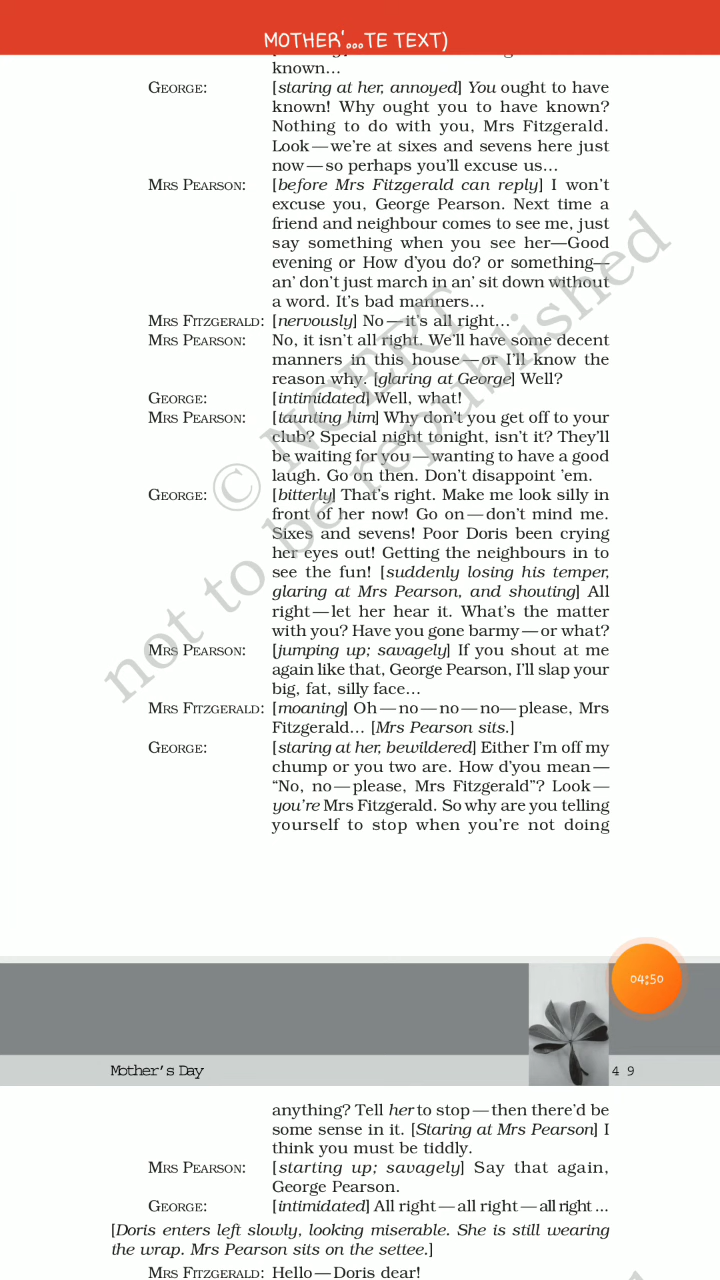 MOTHER'...TE TEXT)
known...
GEORGE: [staring at her, annoyed] You ought to have
known! Why ought you to have known?
Nothing to do with you, Mrs Fitzgerald.
Look — we're at sixes and sevens here just
now — so perhaps you'll excuse us...
MRS PEARSON: [before Mrs Fitzgerald can reply] I won't
excuse you, George Pearson. Next time a
friend and neighbour comes to see me, just
say something when you see her—Good
evening or How d'you do? or something—
an' don't just march in an' sit down without
a word. It's bad manners...
MRS FITZGERALD: [nervously] No — it's all right...
MRS PEARSON: No, it isn't all right. We'll have some decent
manners in this house — or I'll know the
reason why. [glaring at George] Well?
GEORGE: [intimidated] Well, what!
MRS PEARSON: [taunting him] Why don't you get off to your
club? Special night tonight, isn't it? They'll
be waiting for you — wanting to have a good
laugh. Go on then. Don't disappoint 'em.
GEORGE: [bitterly] That's right. Make me look silly in
front of her now! Go on — don't mind me.
Sixes and sevens! Poor Doris been crying
her eyes out! Getting the neighbours in to
see the fun! [suddenly losing his temper,
glaring at Mrs Pearson, and shouting] All
right — let her hear it. What's the matter
with you? Have you gone barmy — or what?
MRS PEARSON: [jumping up; savagely] If you shout at me
again like that, George Pearson, I'll slap your
big, fat, silly face...
MRS FITZGERALD: [moaning] Oh — no — no — no— please, Mrs
Fitzgerald... [Mrs Pearson sits.]
GEORGE: [staring at her, bewildered] Either I'm off my
chump or you two are. How d'you mean —
"No, no — please, Mrs Fitzgerald"? Look —
you're Mrs Fitzgerald. So why are you telling
yourself to stop when you're not doing
© NCERT
not to be republished
04:50
Mother's Day 49
anything? Tell her to stop — then there'd be
some sense in it. [Staring at Mrs Pearson] I
think you must be tiddly.
MRS PEARSON: [starting up; savagely] Say that again,
George Pearson.
GEORGE: [intimidated] All right — all right — all right ...
[Doris enters left slowly, looking miserable. She is still wearing
the wrap. Mrs Pearson sits on the settee.]
MRS FITZGERALD: Hello — Doris dear!